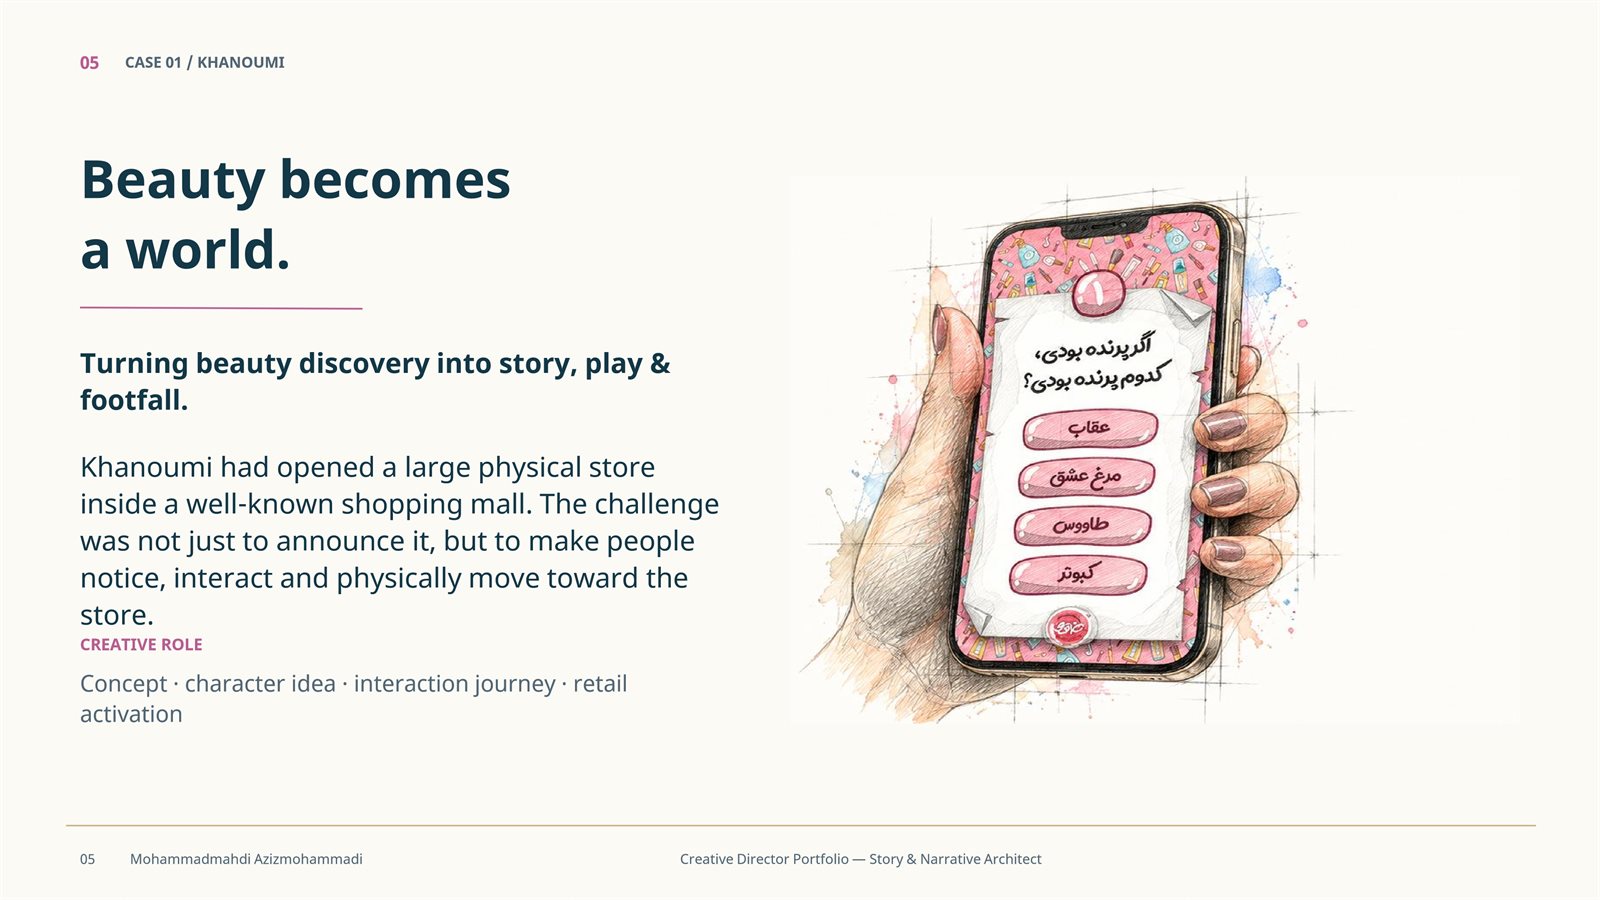 05 CASE 01 / KHANOUMI
Beauty becomes
a world.
Turning beauty discovery into story, play &
footfall.
Khanoumi had opened a large physical store
inside a well-known shopping mall. The challenge
was not just to announce it, but to make people
notice, interact and physically move toward the
store.
CREATIVE ROLE
Concept · character idea · interaction journey · retail
activation
۱
اگر پرنده بودی،
کدوم پرنده بودی؟
عقاب
مرغ عشق
طاووس
کبوتر
05 Mohammadmahdi Azizmohammadi
Creative Director Portfolio — Story & Narrative Architect